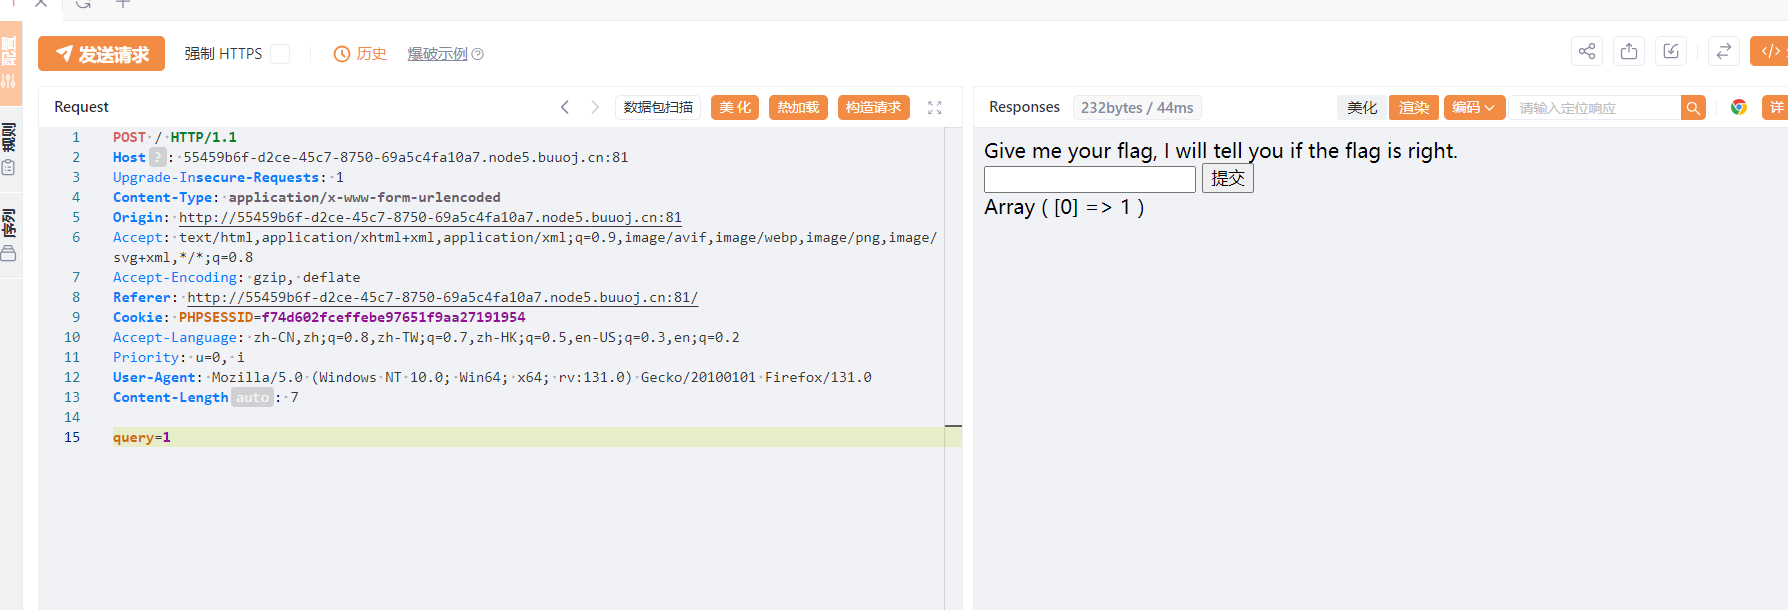 配置
规则
序列
发送请求 强制 HTTPS 历史 爆破示例
Request 数据包扫描 美化 热加载 构造请求
1 POST / HTTP/1.1
2 Host ? : 55459b6f-d2ce-45c7-8750-69a5c4fa10a7.node5.buuoj.cn:81
3 Upgrade-Insecure-Requests: 1
4 Content-Type: application/x-www-form-urlencoded
5 Origin: http://55459b6f-d2ce-45c7-8750-69a5c4fa10a7.node5.buuoj.cn:81
6 Accept: text/html,application/xhtml+xml,application/xml;q=0.9,image/avif,image/webp,image/png,image/
svg+xml,*/*;q=0.8
7 Accept-Encoding: gzip, deflate
8 Referer: http://55459b6f-d2ce-45c7-8750-69a5c4fa10a7.node5.buuoj.cn:81/
9 Cookie: PHPSESSID=f74d602fceffebe97651f9aa27191954
10 Accept-Language: zh-CN,zh;q=0.8,zh-TW;q=0.7,zh-HK;q=0.5,en-US;q=0.3,en;q=0.2
11 Priority: u=0, i
12 User-Agent: Mozilla/5.0 (Windows NT 10.0; Win64; x64; rv:131.0) Gecko/20100101 Firefox/131.0
13 Content-Length auto : 7
14
15 query=1
Responses 232bytes / 44ms 美化 渲染 编码 请输入定位响应 详
Give me your flag, I will tell you if the flag is right.
提交
Array ( [0] => 1 )